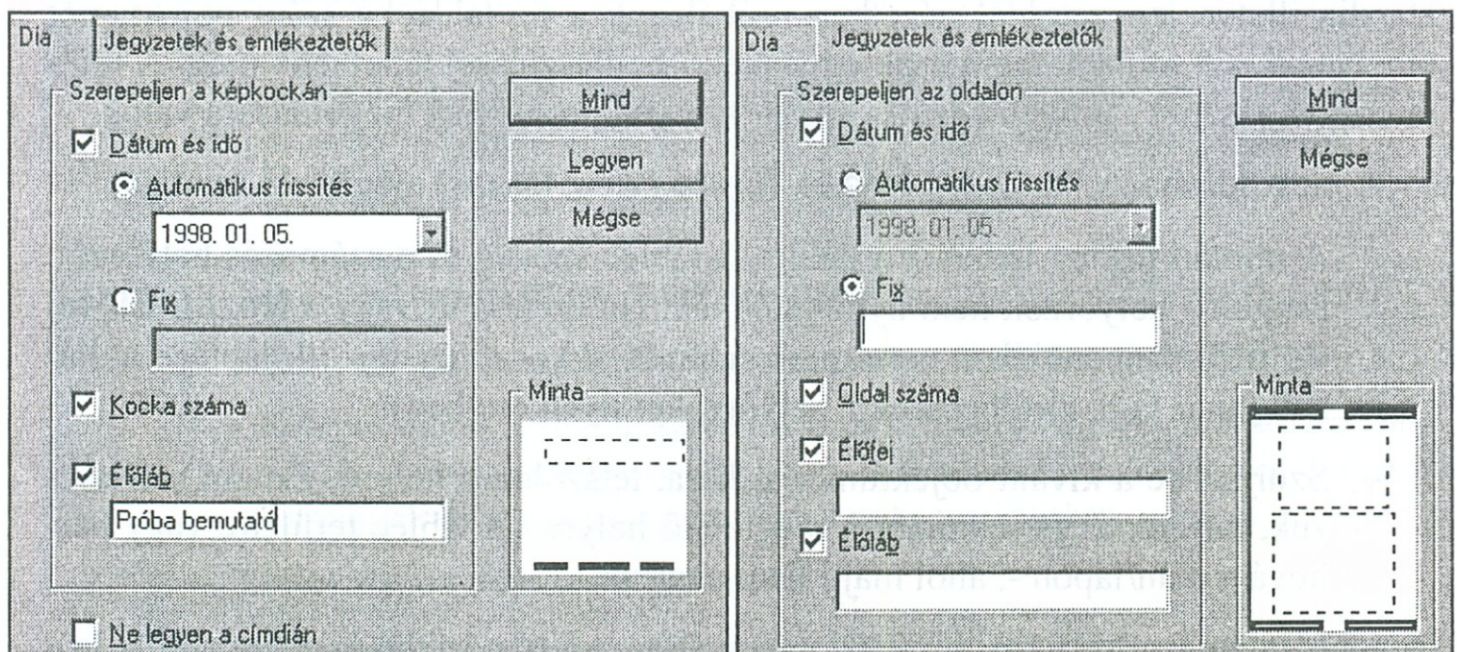 Dia
Jegyzetek és emlékeztetők
Szerepeljen a képkockán
Mind
Dátum és idő
Legyen
Automatikus frissítés
Mégse
1998. 01. 05.
Fix
Kocka száma
Minta
Élőláb
Próba bemutató
Ne legyen a címdián
Dia
Jegyzetek és emlékeztetők
Szerepeljen az oldalon
Mind
Dátum és idő
Mégse
Automatikus frissítés
1998. 01. 05.
Fix
Oldal száma
Minta
Élőfej
Élőláb